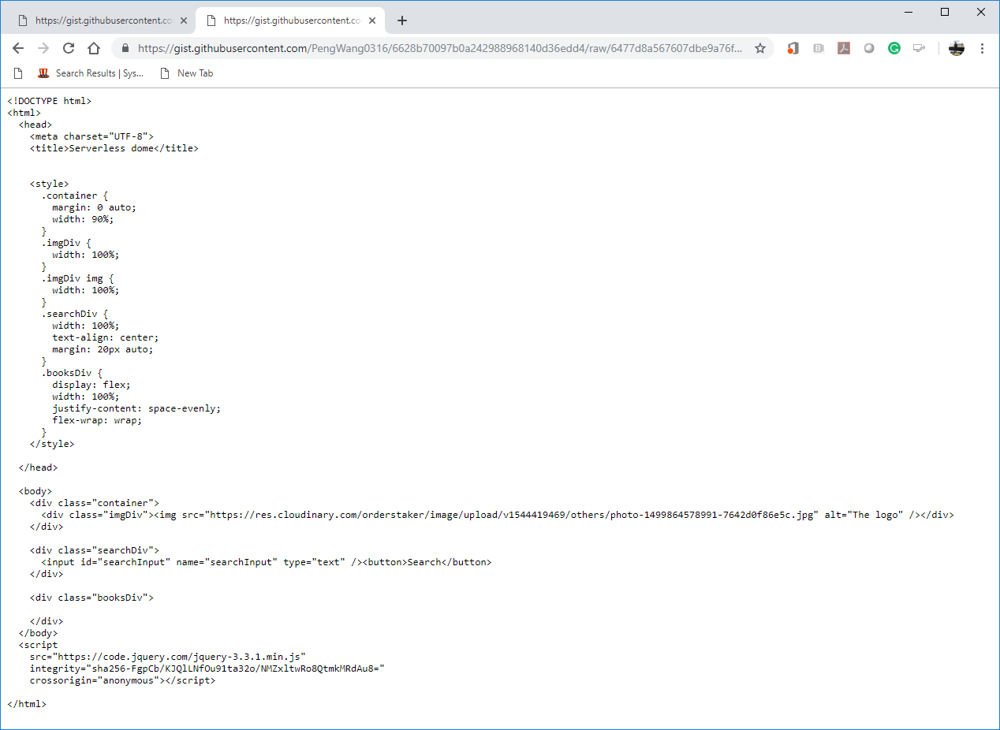 https://gist.githubusercontent.co
https://gist.githubusercontent.co
https://gist.githubusercontent.com/PengWang0316/6628b70097b0a242988968140d36edd4/raw/6477d8a567607dbe9a76f...
Search Results | Sys...
New Tab
<!DOCTYPE html>
<html>
  <head>
    <meta charset="UTF-8">
    <title>Serverless dome</title>
    <style>
      .container {
        margin: 0 auto;
        width: 90%;
      }
      .imgDiv {
        width: 100%;
      }
      .imgDiv img {
        width: 100%;
      }
      .searchDiv {
        width: 100%;
        text-align: center;
        margin: 20px auto;
      }
      .booksDiv {
        display: flex;
        width: 100%;
        justify-content: space-evenly;
        flex-wrap: wrap;
      }
    </style>
  </head>
  <body>
    <div class="container">
      <div class="imgDiv"><img src="https://res.cloudinary.com/orderstaker/image/upload/v1544419469/others/photo-1499864578991-7642d0f86e5c.jpg" alt="The logo" /></div>
    </div>
    <div class="searchDiv">
      <input id="searchInput" name="searchInput" type="text" /><button>Search</button>
    </div>
    <div class="booksDiv">
    </div>
  </body>
  <script
    src="https://code.jquery.com/jquery-3.3.1.min.js"
    integrity="sha256-FgpCb/KJQlLNfOu91ta32o/NMZxltwRo8QtmkMRdAu8="
    crossorigin="anonymous"></script>
</html>